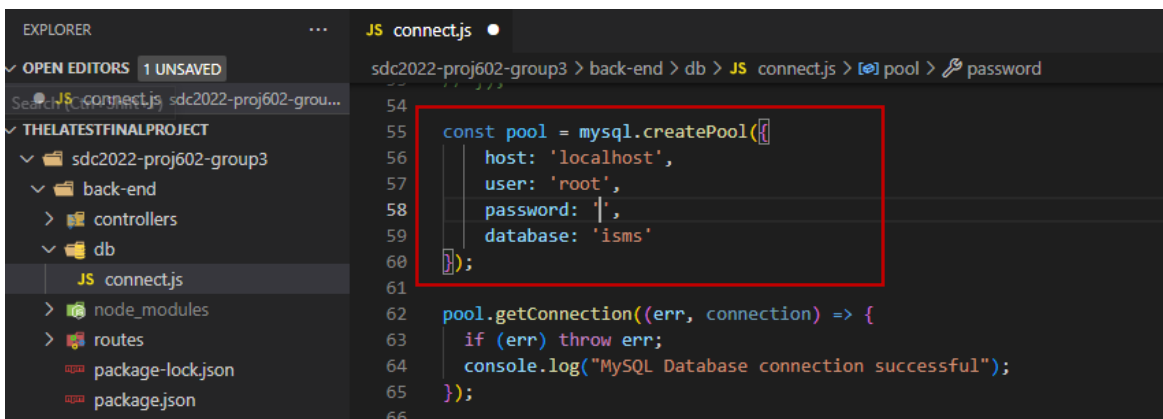 EXPLORER ...
OPEN EDITORS 1 UNSAVED
JS connect.js sdc2022-proj602-grou...
THELATESTFINALPROJECT
sdc2022-proj602-group3
back-end
controllers
db
JS connect.js
node_modules
routes
package-lock.json
package.json
JS connect.js ●
sdc2022-proj602-group3 > back-end > db > JS connect.js > pool > password
54
55 const pool = mysql.createPool({
56 host: 'localhost',
57 user: 'root',
58 password: '',
59 database: 'isms'
60 });
61
62 pool.getConnection((err, connection) => {
63 if (err) throw err;
64 console.log("MySQL Database connection successful");
65 });
66